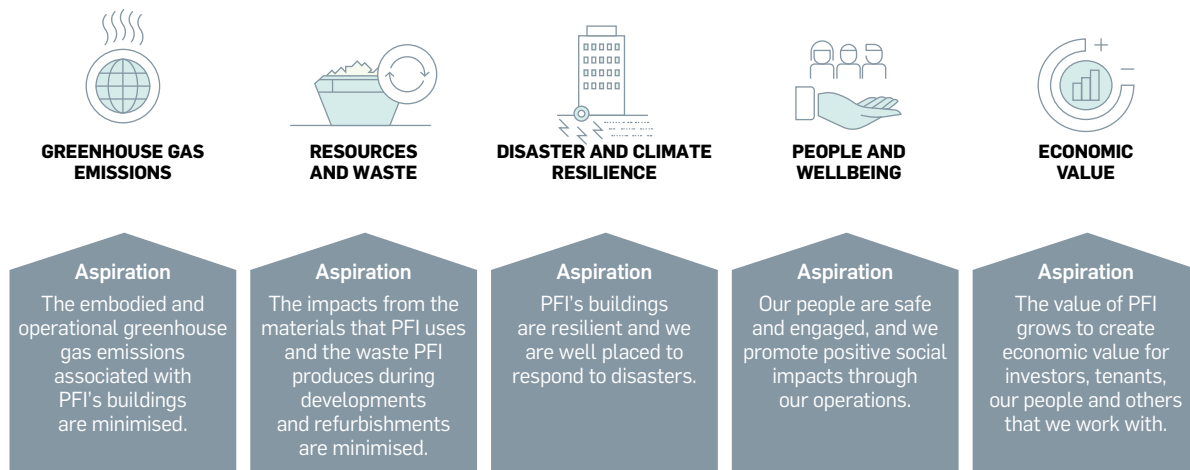 GREENHOUSE GAS
EMISSIONS
RESOURCES
AND WASTE
DISASTER AND CLIMATE
RESILIENCE
PEOPLE AND
WELLBEING
ECONOMIC
VALUE
Aspiration
The embodied and
operational greenhouse
gas emissions
associated with
PFI's buildings
are minimised.
Aspiration
The impacts from the
materials that PFI uses
and the waste PFI
produces during
developments
and refurbishments
are minimised.
Aspiration
PFI's buildings
are resilient and we
are well placed to
respond to disasters.
Aspiration
Our people are safe
and engaged, and we
promote positive social
impacts through
our operations.
Aspiration
The value of PFI
grows to create
economic value for
investors, tenants,
our people and others
that we work with.